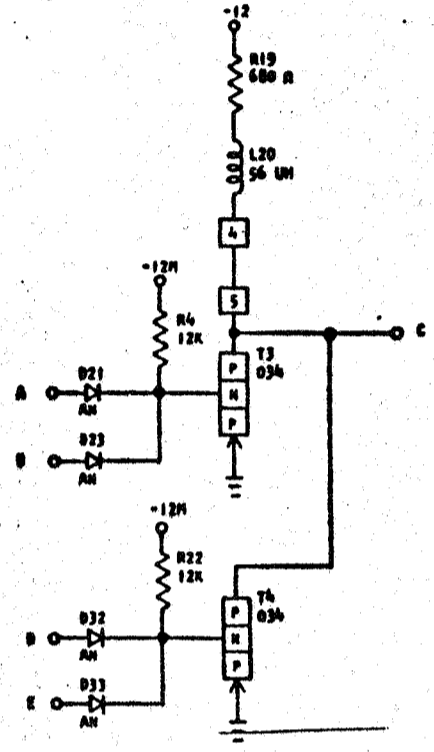 -12
R19
680 Ω
L20
56 UH
4
-12M
5
R4
12K
C
T3
034
P
N
P
D21
A
AN
D23
B
AN
-12M
R22
12K
T4
034
P
N
P
D32
D
AN
D33
E
AN